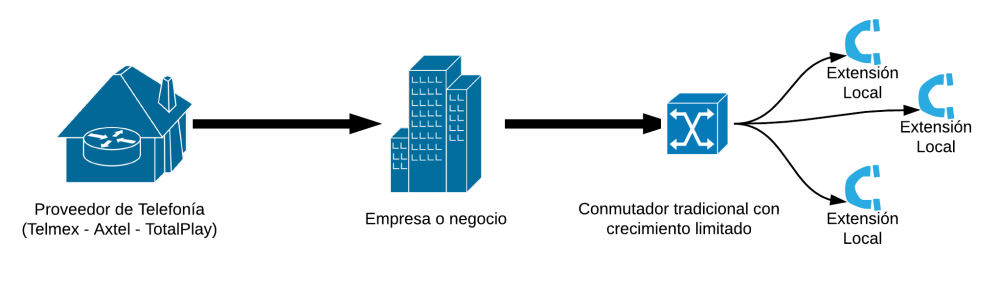 Proveedor de Telefonía
(Telmex - Axtel - TotalPlay)
Empresa o negocio
Conmutador tradicional con
crecimiento limitado
Extensión
Local
Extensión
Local
Extensión
Local